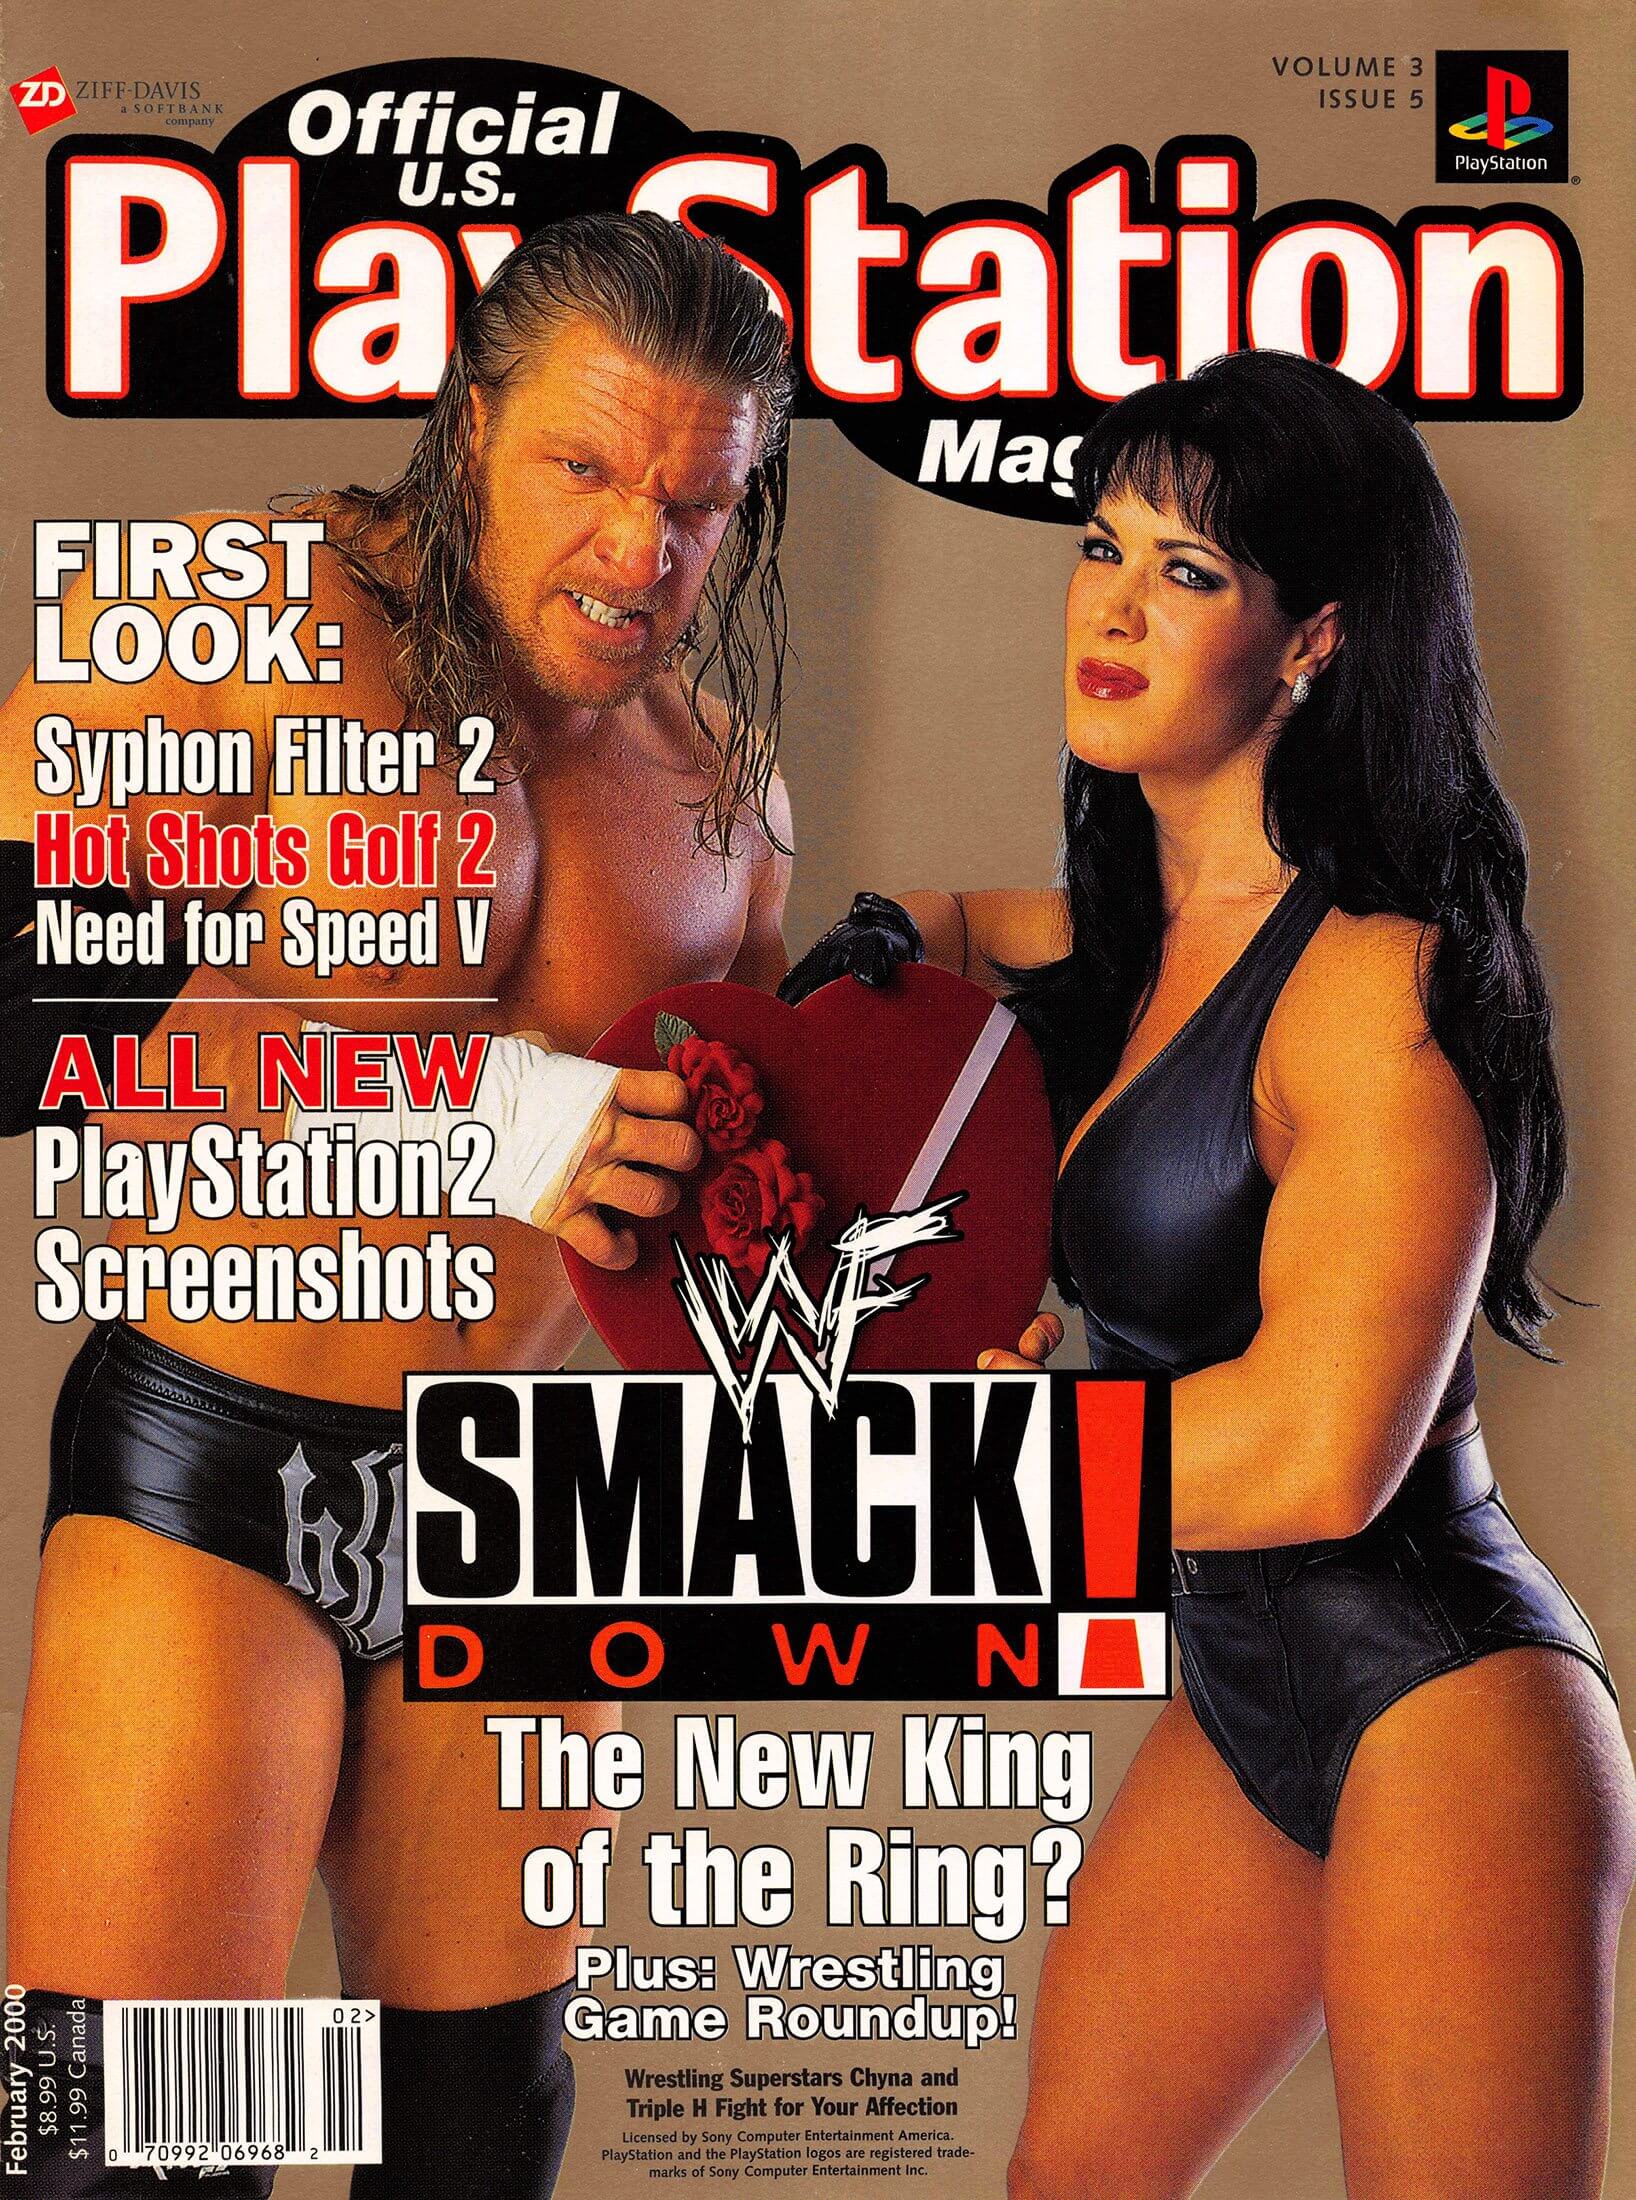 ZD ZIFF-DAVIS
a SOFTBANK
company
VOLUME 3
ISSUE 5
PlayStation
®
Official
U.S.
PlayStation
Mag
FIRST
LOOK:
Syphon Filter 2
Hot Shots Golf 2
Need for Speed V
ALL NEW
PlayStation2
Screenshots
WF
SMACK!
DOWN
The New King
of the Ring?
Plus: Wrestling
Game Roundup!
Wrestling Superstars Chyna and
Triple H Fight for Your Affection
Licensed by Sony Computer Entertainment America.
PlayStation and the PlayStation logos are registered trade-
marks of Sony Computer Entertainment Inc.
February 2000
$8.99 U.S.
$11.99 Canada
02>
0 70992 06968 2